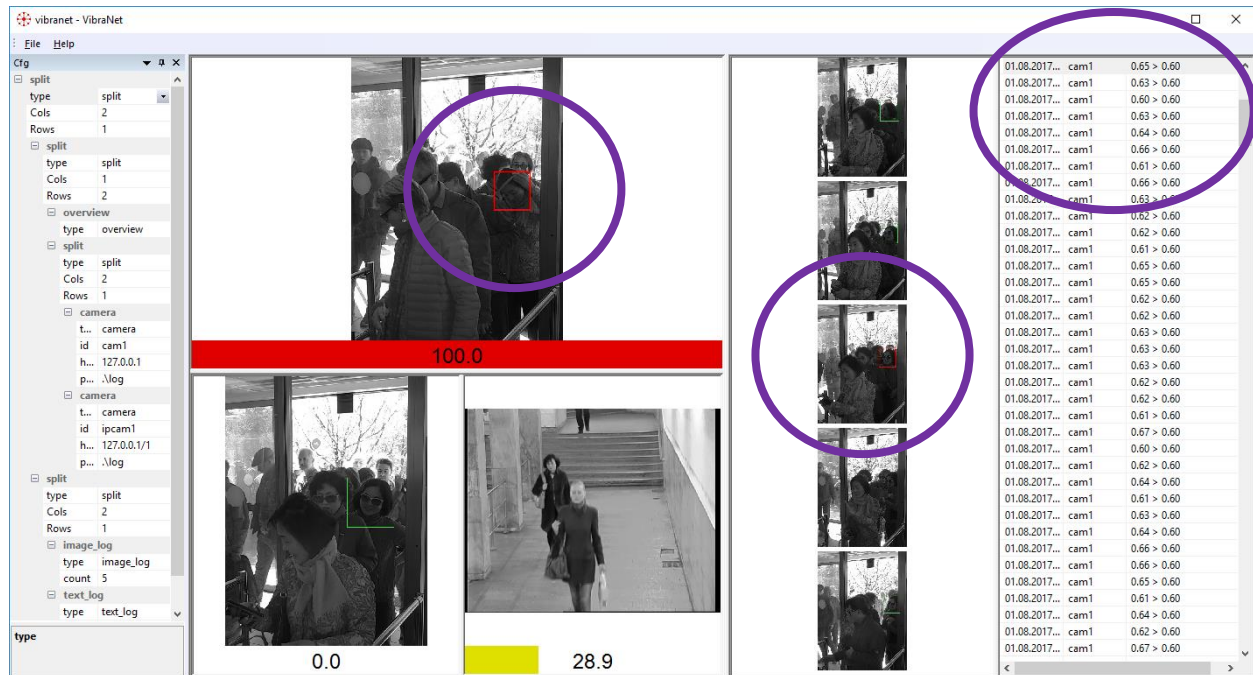 vibranet - VibraNet
File Help
Cfg
split
type split
Cols 2
Rows 1
split
type split
Cols 1
Rows 2
overview
type overview
split
type split
Cols 2
Rows 1
camera
t... camera
id cam1
h... 127.0.0.1
p... .\log
camera
t... camera
id ipcam1
h... 127.0.0.1/1
p... .\log
split
type split
Cols 2
Rows 1
image_log
type image_log
count 5
text_log
type text_log
type
100.0
0.0
28.9
01.08.2017... cam1 0.65 > 0.60
01.08.2017... cam1 0.63 > 0.60
01.08.2017... cam1 0.60 > 0.60
01.08.2017... cam1 0.63 > 0.60
01.08.2017... cam1 0.64 > 0.60
01.08.2017... cam1 0.66 > 0.60
01.08.2017... cam1 0.61 > 0.60
01.08.2017... cam1 0.66 > 0.60
01.08.2017... cam1 0.63 > 0.60
01.08.2017... cam1 0.62 > 0.60
01.08.2017... cam1 0.62 > 0.60
01.08.2017... cam1 0.61 > 0.60
01.08.2017... cam1 0.65 > 0.60
01.08.2017... cam1 0.65 > 0.60
01.08.2017... cam1 0.62 > 0.60
01.08.2017... cam1 0.62 > 0.60
01.08.2017... cam1 0.63 > 0.60
01.08.2017... cam1 0.63 > 0.60
01.08.2017... cam1 0.63 > 0.60
01.08.2017... cam1 0.62 > 0.60
01.08.2017... cam1 0.62 > 0.60
01.08.2017... cam1 0.61 > 0.60
01.08.2017... cam1 0.67 > 0.60
01.08.2017... cam1 0.60 > 0.60
01.08.2017... cam1 0.62 > 0.60
01.08.2017... cam1 0.64 > 0.60
01.08.2017... cam1 0.61 > 0.60
01.08.2017... cam1 0.63 > 0.60
01.08.2017... cam1 0.64 > 0.60
01.08.2017... cam1 0.66 > 0.60
01.08.2017... cam1 0.66 > 0.60
01.08.2017... cam1 0.65 > 0.60
01.08.2017... cam1 0.61 > 0.60
01.08.2017... cam1 0.64 > 0.60
01.08.2017... cam1 0.62 > 0.60
01.08.2017... cam1 0.67 > 0.60